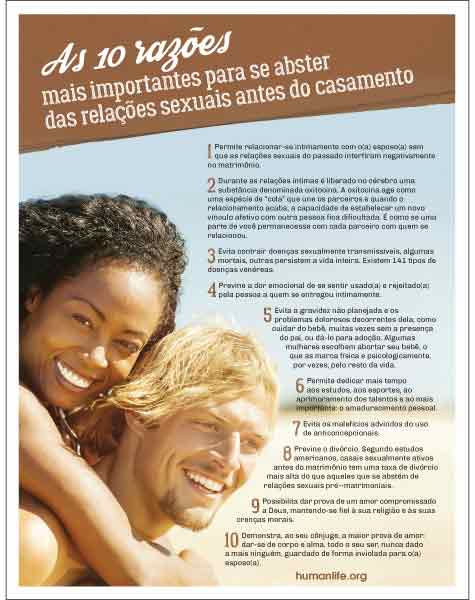 As 10 razões
mais importantes para se abster
das relações sexuais antes do casamento
1 Permite relacionar-se intimamente com o(a) esposo(a) sem
que as relações sexuais do passado interfiram negativamente
no matrimônio.
2 Durante as relações íntimas é liberado no cérebro uma
substância denominada oxitocina. A oxitocina age como
uma espécie de "cola" que une os parceiros e quando o
relacionamento acaba, a capacidade de estabelecer um novo
vínculo afetivo com outra pessoa fica dificultada. É como se uma
parte de você permanecesse com cada parceiro com quem se
relacionou.
3 Evita contrair doenças sexualmente transmissíveis, algumas
mortais, outras persistem a vida inteira. Existem 141 tipos de
doenças venéreas.
4 Previne a dor emocional de se sentir usado(a) e rejeitado(a)
pela pessoa a quem se entregou intimamente.
5 Evita a gravidez não planejada e os
problemas dolorosos decorrentes dela, como
cuidar do bebê, muitas vezes sem a presença
do pai, ou dá-lo para adoção. Algumas
mulheres escolhem abortar seu bebê, o
que as marca física e psicologicamente,
por vezes, pelo resto da vida.
6 Permite dedicar mais tempo
aos estudos, aos esportes, ao
aprimoramento dos talentos e ao mais
importante: o amadurecimento pessoal.
7 Evita os malefícios advindos do uso
de anticoncepcionais.
8 Previne o divórcio. Segundo estudos
americanos, casais sexualmente ativos
antes do matrimônio tem uma taxa de divórcio
mais alta do que aqueles que se abstém de
relações sexuais pré--matrimoniais.
9 Possibilita dar prova de um amor compromissado
a Deus, mantendo-se fiel à sua religião e às suas
crenças morais.
10 Demonstra, ao seu cônjuge, a maior prova de amor:
dar-se de corpo e alma, todo o seu ser, nunca dado
a mais ninguém, guardado de forma inviolada para o(a)
esposo(a).
humanlife.org